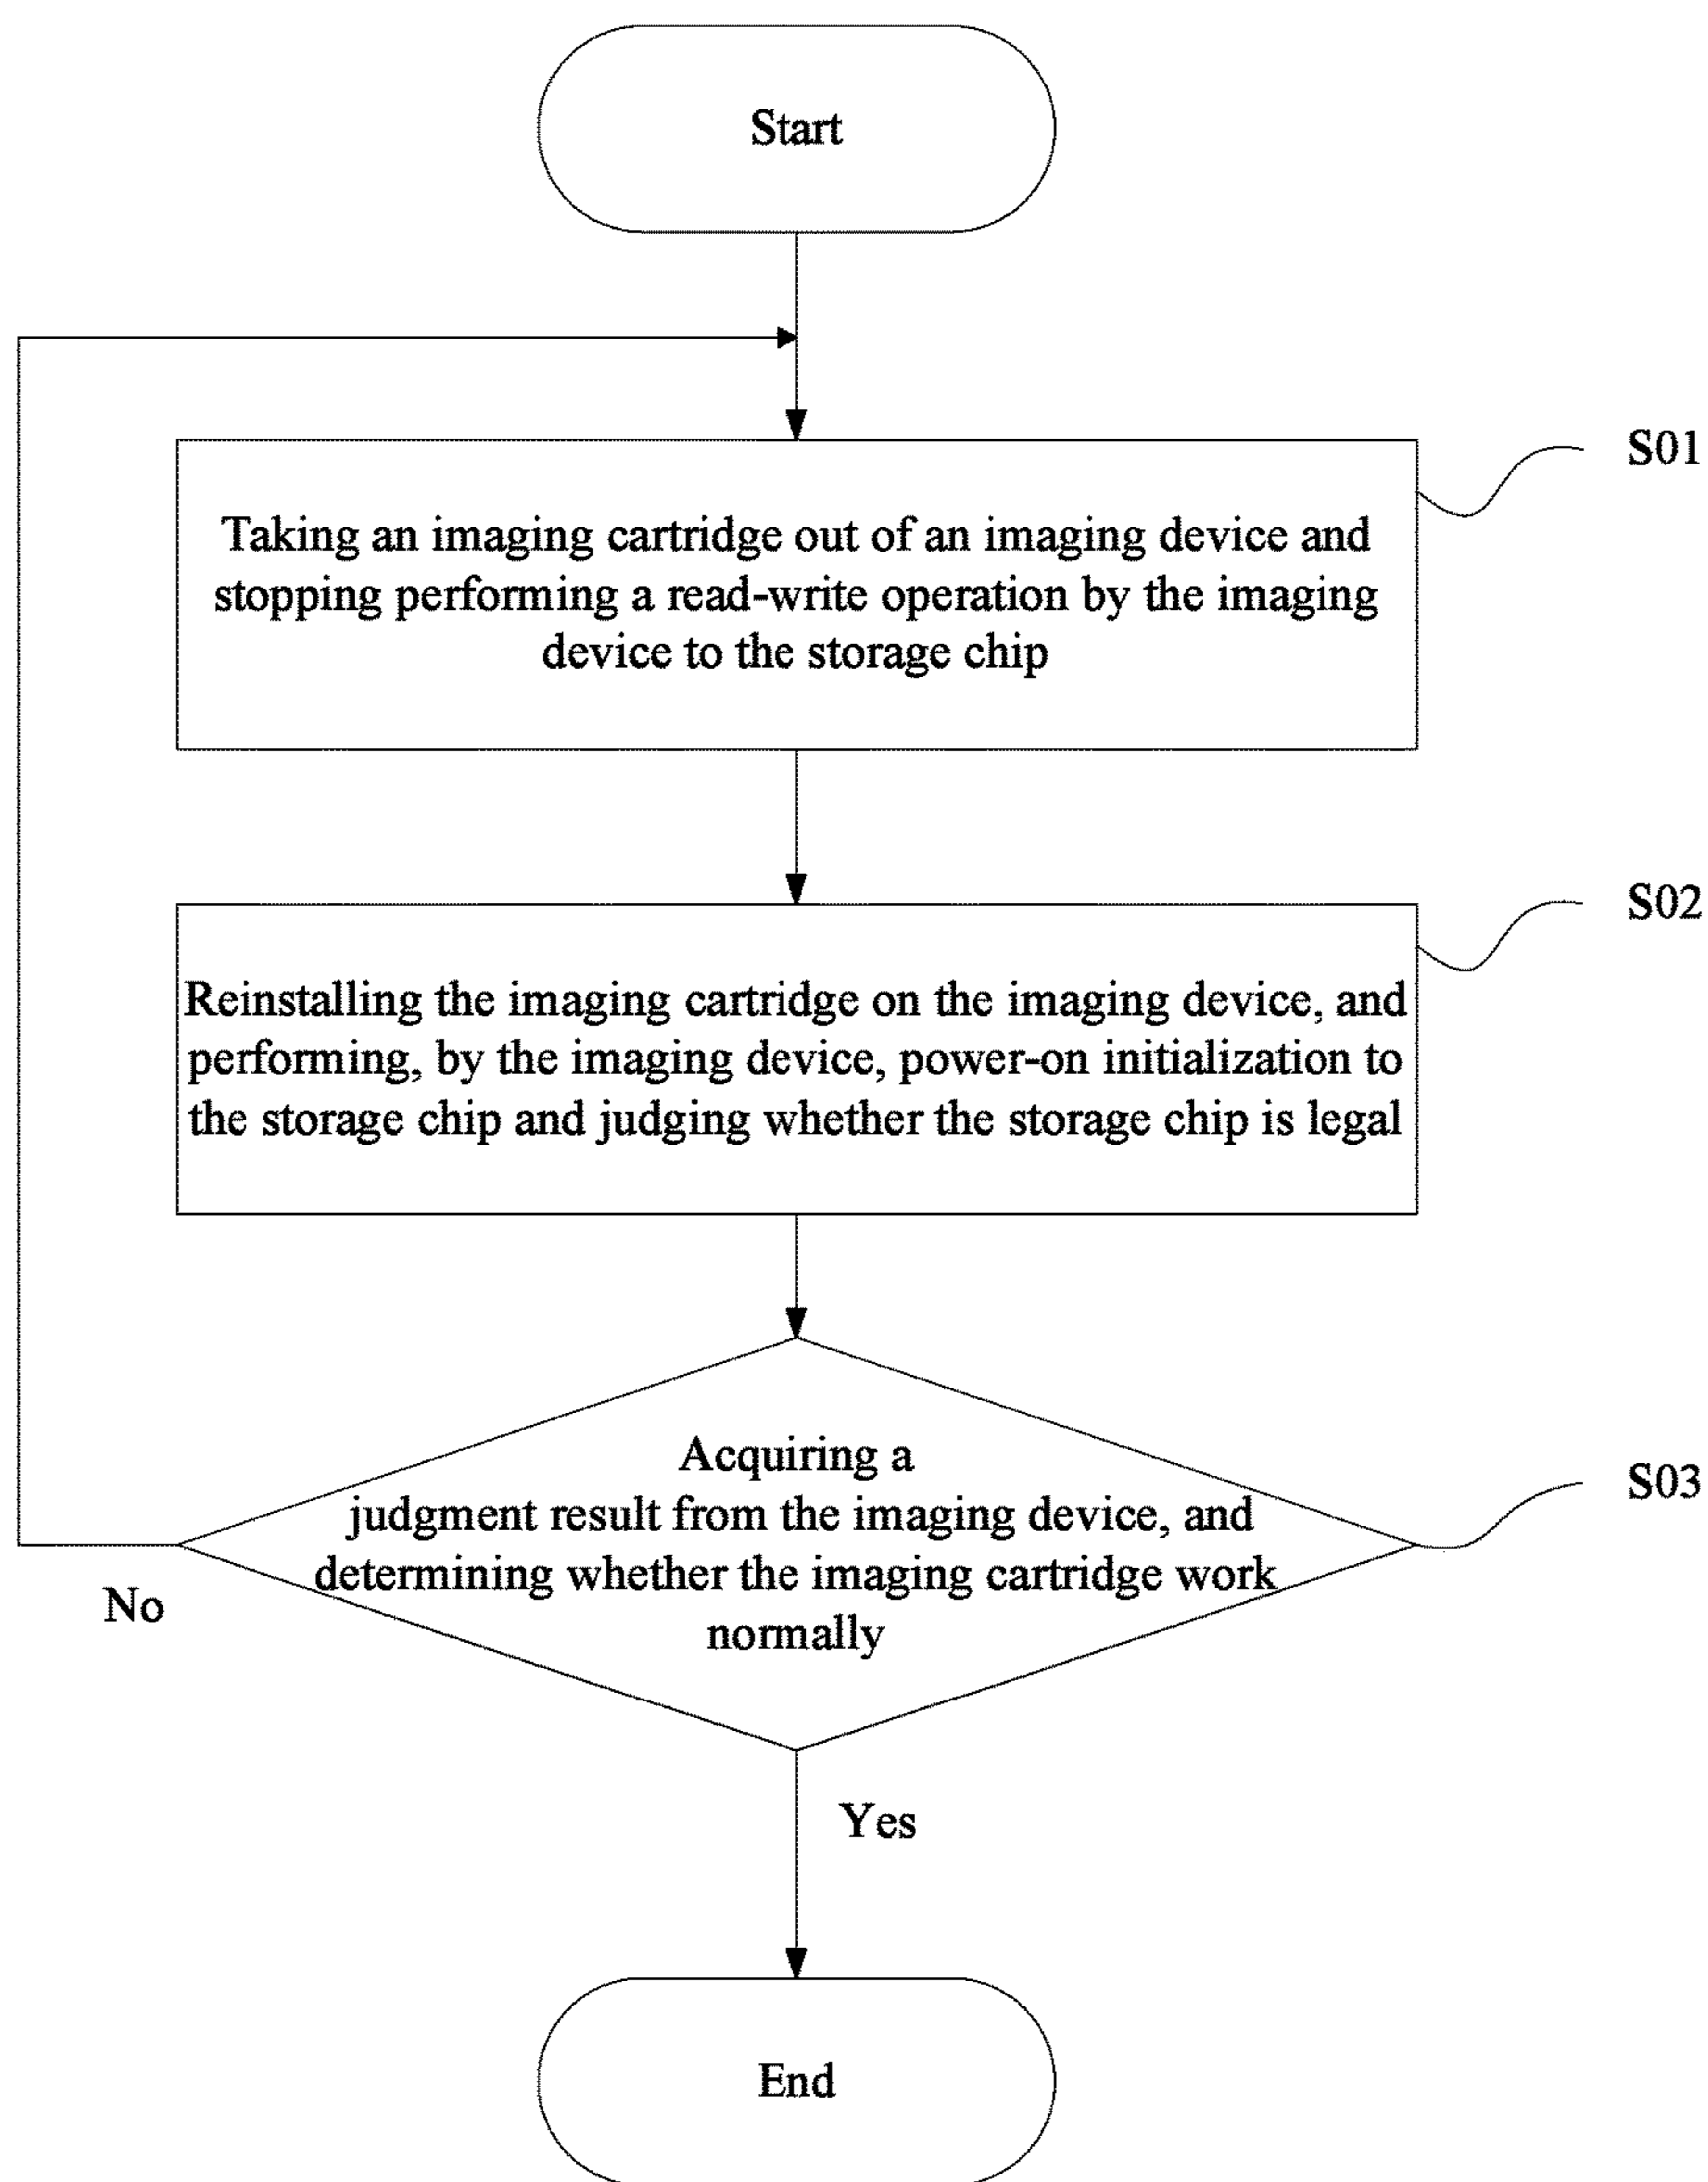 Start
S01
Taking an imaging cartridge out of an imaging device and
stopping performing a read-write operation by the imaging
device to the storage chip
S02
Reinstalling the imaging cartridge on the imaging device, and
performing, by the imaging device, power-on initialization to
the storage chip and judging whether the storage chip is legal
S03
Acquiring a
judgment result from the imaging device, and
determining whether the imaging cartridge work
normally
No
Yes
End